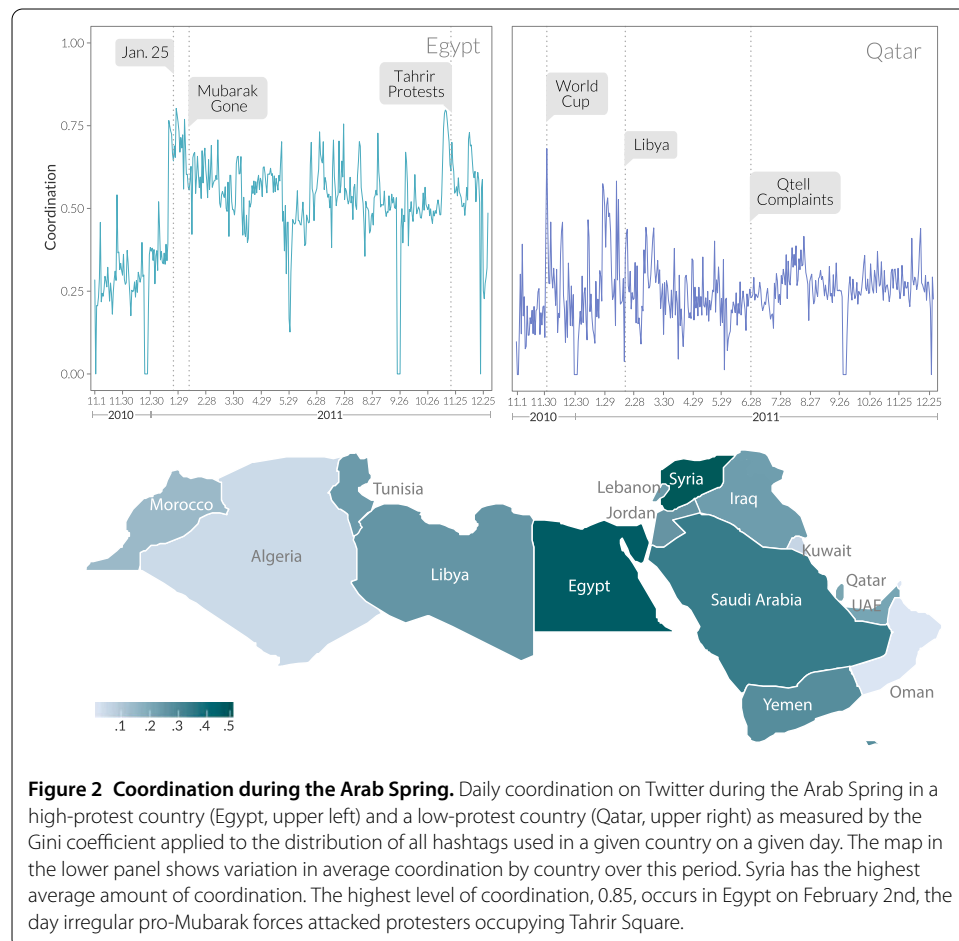 Egypt
Jan. 25
Mubarak
Gone
Tahrir
Protests
1.00
0.75
0.50
0.25
0.00
Coordination
11.1 11.30 12.30 1.29 2.28 3.30 4.29 5.29 6.28 7.28 8.27 9.26 10.26 11.25 12.25
2010 2011
Qatar
World
Cup
Libya
Qtell
Complaints
11.1 11.30 11.30 1.29 2.28 3.30 4.29 5.29 6.28 7.28 8.27 9.26 10.26 11.26 12.25
2010 2011
Morocco
Algeria
Tunisia
Libya
Egypt
Lebanon
Syria
Jordan
Iraq
Kuwait
Saudi Arabia
Qatar
UAE
Oman
Yemen
.1 .2 .3 .4 .5
Figure 2 Coordination during the Arab Spring. Daily coordination on Twitter during the Arab Spring in a
high-protest country (Egypt, upper left) and a low-protest country (Qatar, upper right) as measured by the
Gini coefficient applied to the distribution of all hashtags used in a given country on a given day. The map in
the lower panel shows variation in average coordination by country over this period. Syria has the highest
average amount of coordination. The highest level of coordination, 0.85, occurs in Egypt on February 2nd, the
day irregular pro-Mubarak forces attacked protesters occupying Tahrir Square.